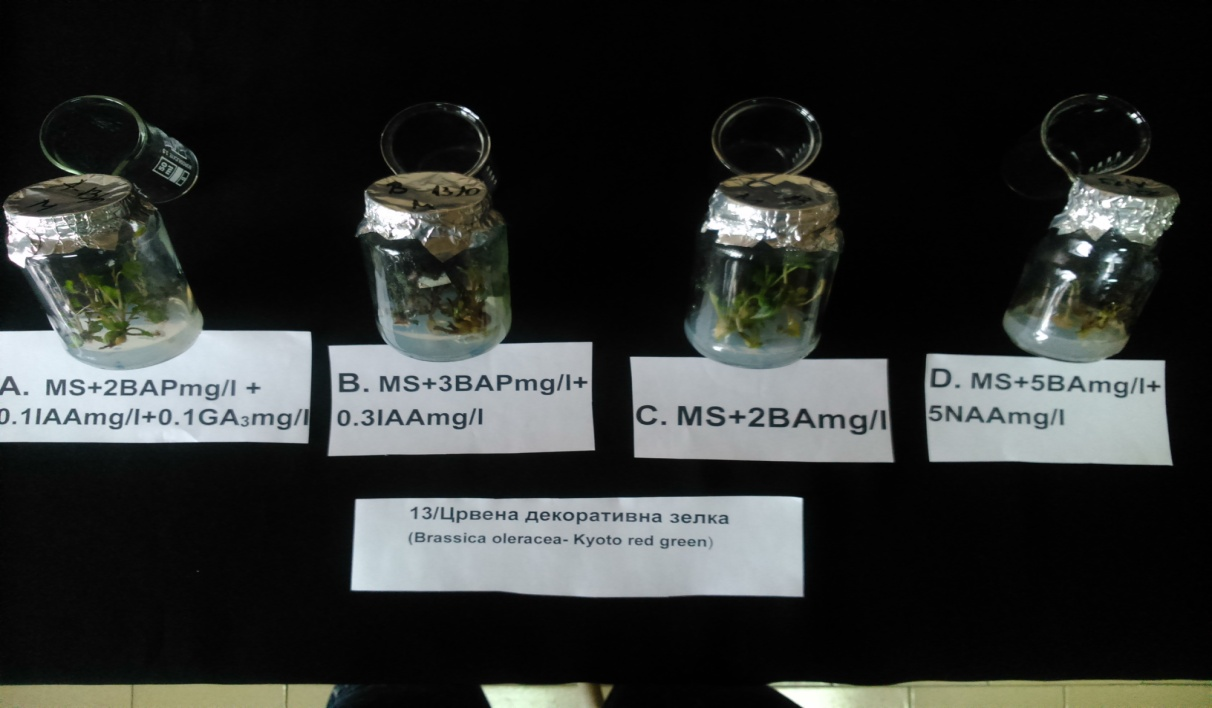 A. MS+2BAPmg/l +
0.1IAAmg/l+0.1GA₃mg/l
B. MS+3BAPmg/l+
0.3IAAmg/l
C. MS+2BAmg/l
D. MS+5BAmg/l+
5NAAmg/l
13/Црвена декоративна зелка
(Brassica oleracea- Kyoto red green)